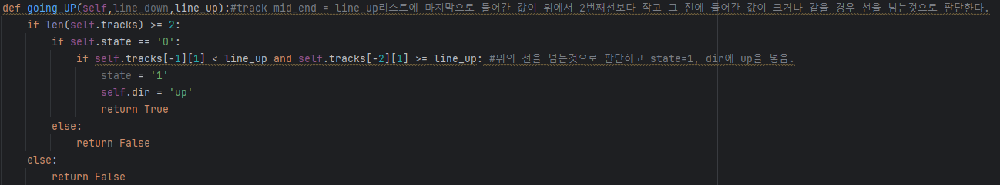 def going_UP(self,line_down,line_up):#track mid_end = line_up리스트에 마지막으로 들어간 값이 위에서 2번째선보다 작고 그 전에 들어간 값이 크거나 같을 경우 선을 넘는것으로 판단한다.
    if len(self.tracks) >= 2:
        if self.state == '0':
            if self.tracks[-1][1] < line_up and self.tracks[-2][1] >= line_up: #위의 선을 넘는것으로 판단하고 state=1, dir에 up을 넣음.
                state = '1'
                self.dir = 'up'
                return True
        else:
            return False
    else:
        return False